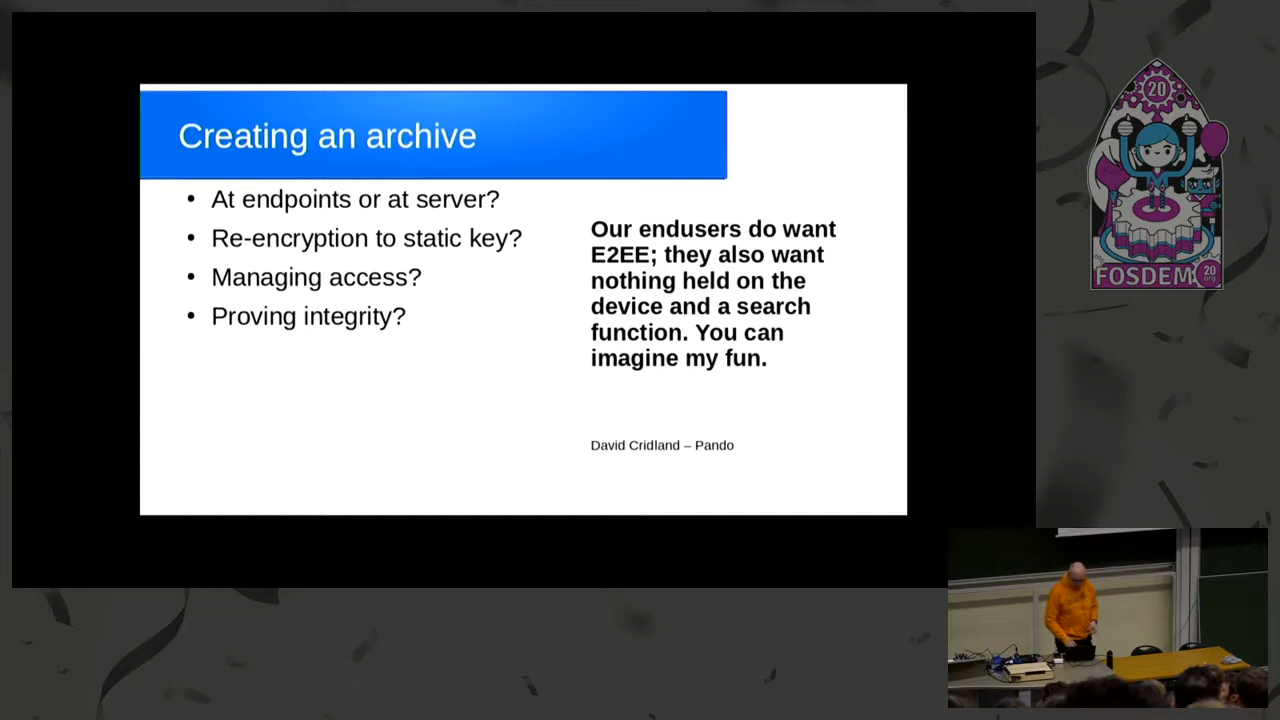 Creating an archive
• At endpoints or at server?
• Re-encryption to static key?
• Managing access?
• Proving integrity?
Our endusers do want
E2EE; they also want
nothing held on the
device and a search
function. You can
imagine my fun.
David Cridland – Pando
20
FOSDEM
20
.org